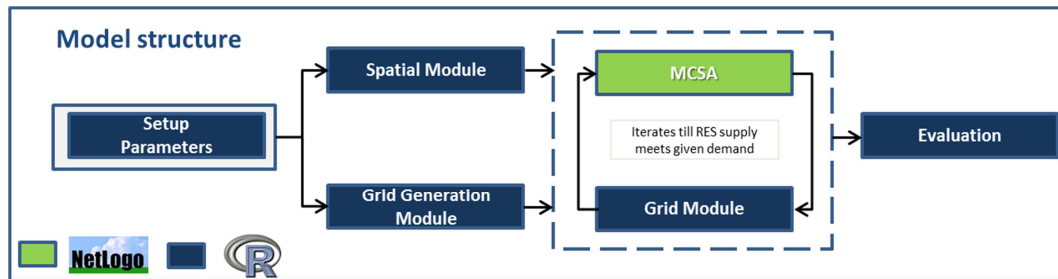 Model structure
Setup
Parameters
Spatial Module
Grid Generation
Module
MCSA
Iterates till RES supply
meets given demand
Grid Module
Evaluation
NetLogo
R